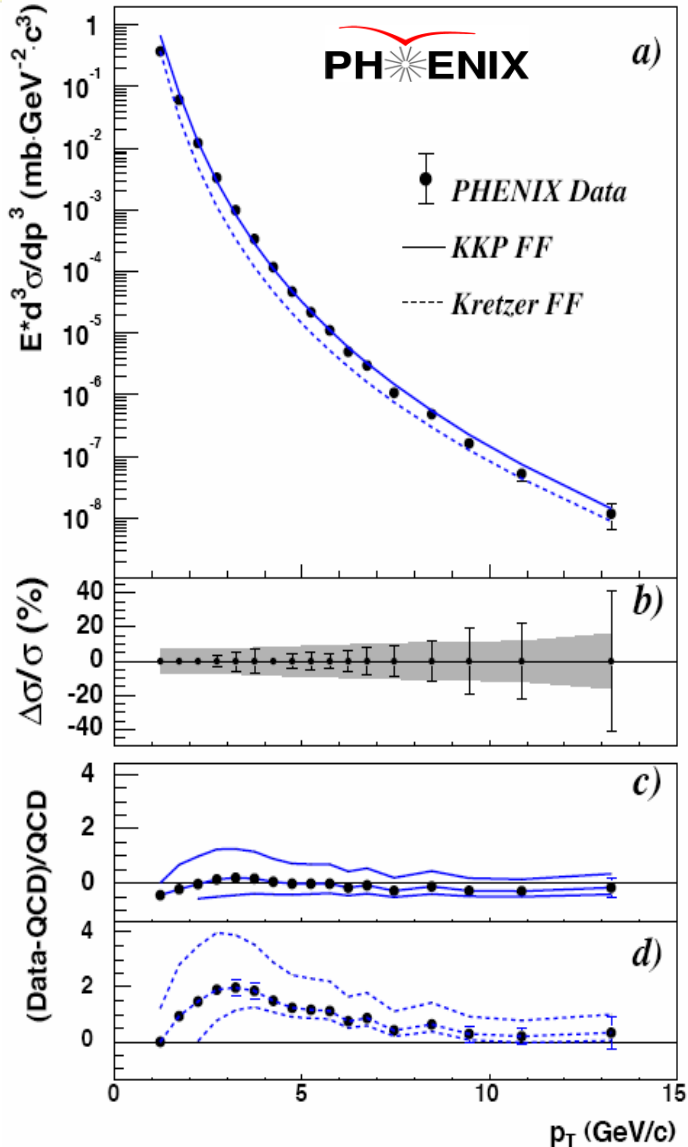 PHENIX
a)
E*d³σ/dp³ (mb·GeV⁻²·c³)
1
10⁻¹
10⁻²
10⁻³
10⁻⁴
10⁻⁵
10⁻⁶
10⁻⁷
10⁻⁸
PHENIX Data
KKP FF
Kretzer FF
b)
Δσ/σ (%)
40
20
0
-20
-40
c)
(Data-QCD)/QCD
4
2
0
d)
4
2
0
0 5 10 15
p_T (GeV/c)